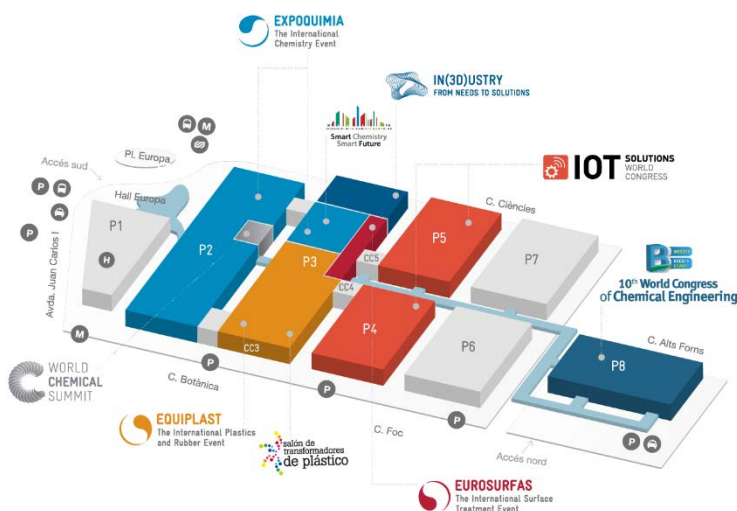 EXPOQUIMIA
The International
Chemistry Event
IN(3D)USTRY
FROM NEEDS TO SOLUTIONS
Smart Chemistry
Smart Future
IOT SOLUTIONS
WORLD
CONGRESS
M
Pl. Europa
Accés sud
P
Hall Europa
P
Avda. Juan Carlos I
P1
H
P2
P3
CC5
CC4
CC3
P5
C. Ciències
P7
P4
P6
10th World Congress
of Chemical Engineering
C. Alts Forns
P8
M
C. Botànica
P
P
C. Foc
P
P
Accés nord
WORLD
CHEMICAL
SUMMIT
EQUIPLAST
The International Plastics
and Rubber Event
salón de
transformadores
de plástico
EUROSURFAS
The International Surface
Treatment Event